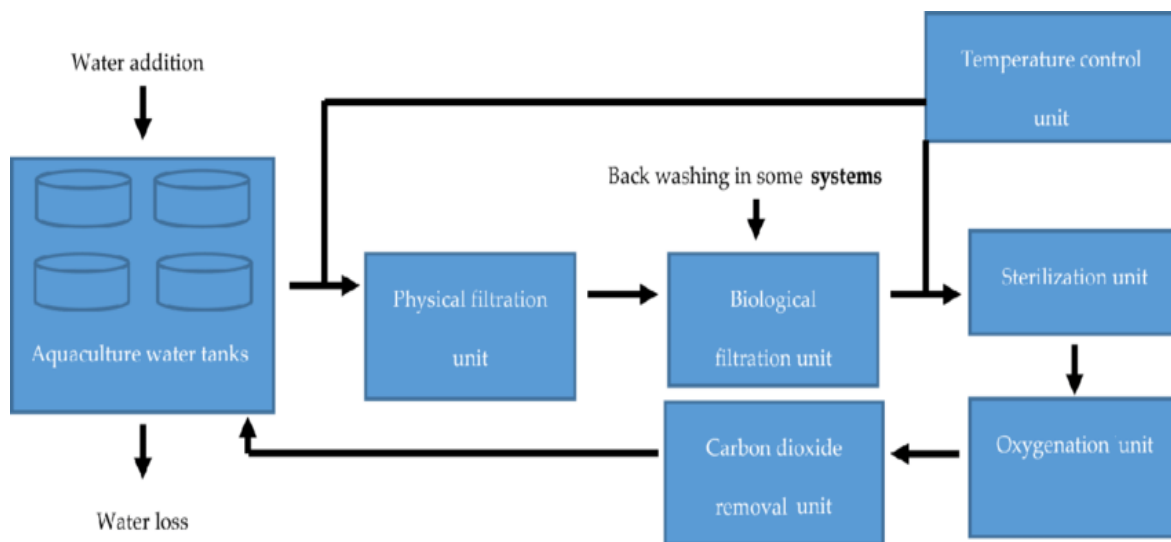 Water addition
Temperature control
unit
Back washing in some systems
Aquaculture water tanks
Physical filtration
unit
Biological
filtration unit
Sterilization unit
Carbon dioxide
removal unit
Oxygenation unit
Water loss